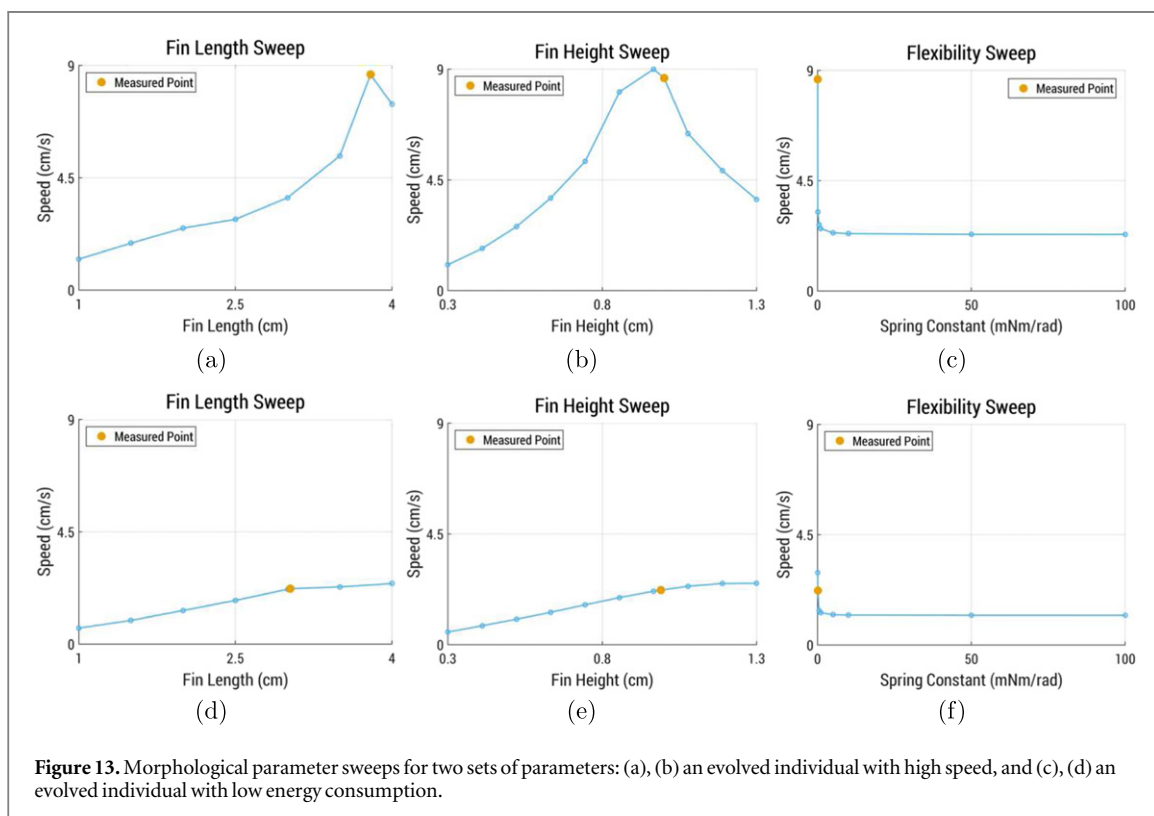 Fin Length Sweep
Measured Point
9
4.5
0
Speed (cm/s)
1
2.5
4
Fin Length (cm)
(a)
Fin Height Sweep
Measured Point
9
4.5
0
Speed (cm/s)
0.3
0.8
1.3
Fin Height (cm)
(b)
Flexibility Sweep
Measured Point
9
4.5
0
Speed (cm/s)
0
50
100
Spring Constant (mNm/rad)
(c)
Fin Length Sweep
Measured Point
9
4.5
0
Speed (cm/s)
1
2.5
4
Fin Length (cm)
(d)
Fin Height Sweep
Measured Point
9
4.5
0
Speed (cm/s)
0.3
0.8
1.3
Fin Height (cm)
(e)
Flexibility Sweep
Measured Point
9
4.5
0
Speed (cm/s)
0
50
100
Spring Constant (mNm/rad)
(f)
Figure 13. Morphological parameter sweeps for two sets of parameters: (a), (b) an evolved individual with high speed, and (c), (d) an
evolved individual with low energy consumption.